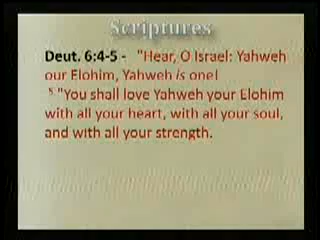 Scriptures
Deut. 6:4-5 - "Hear, O Israel: Yahweh
our Elohim, Yahweh is one!
5 "You shall love Yahweh your Elohim
with all your heart, with all your soul,
and with all your strength.